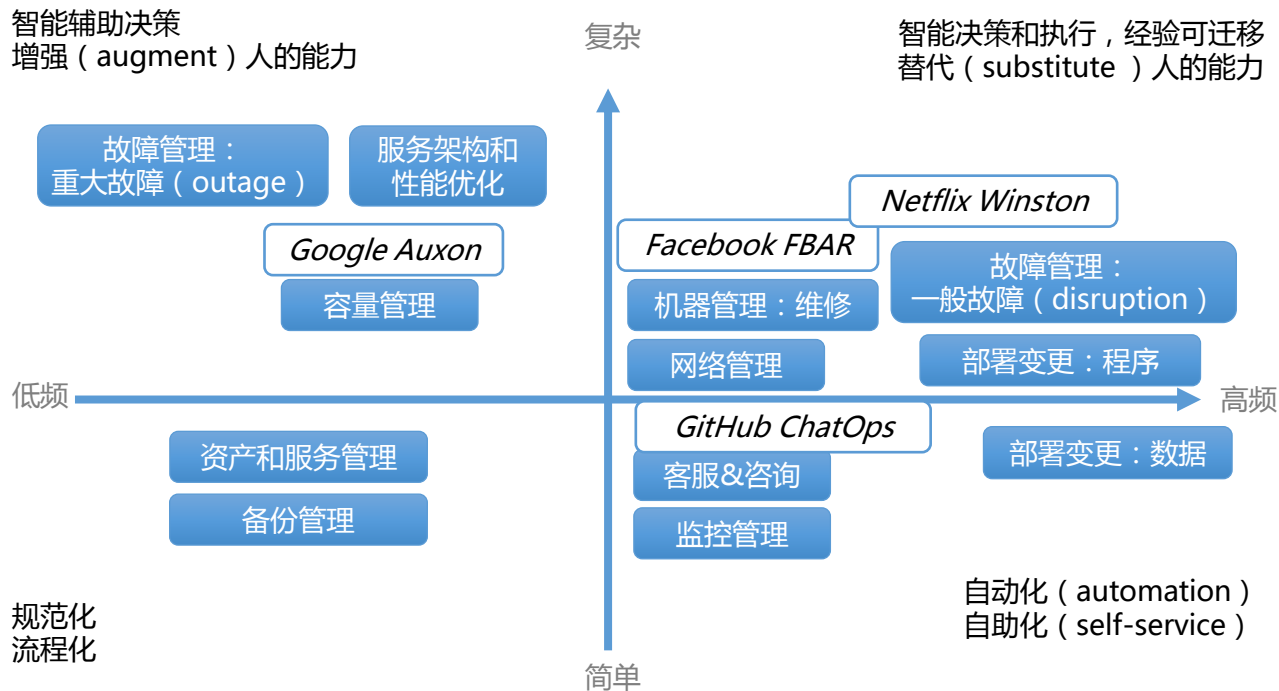 智能辅助决策
增强（augment）人的能力
复杂
智能决策和执行，经验可迁移
替代（substitute ）人的能力
故障管理：
重大故障（outage）
服务架构和
性能优化
Google Auxon
容量管理
Netflix Winston
Facebook FBAR
故障管理：
一般故障（disruption）
机器管理：维修
网络管理
部署变更：程序
低频
高频
GitHub ChatOps
资产和服务管理
备份管理
客服&咨询
监控管理
部署变更：数据
规范化
流程化
自动化（automation）
自助化（self-service）
简单